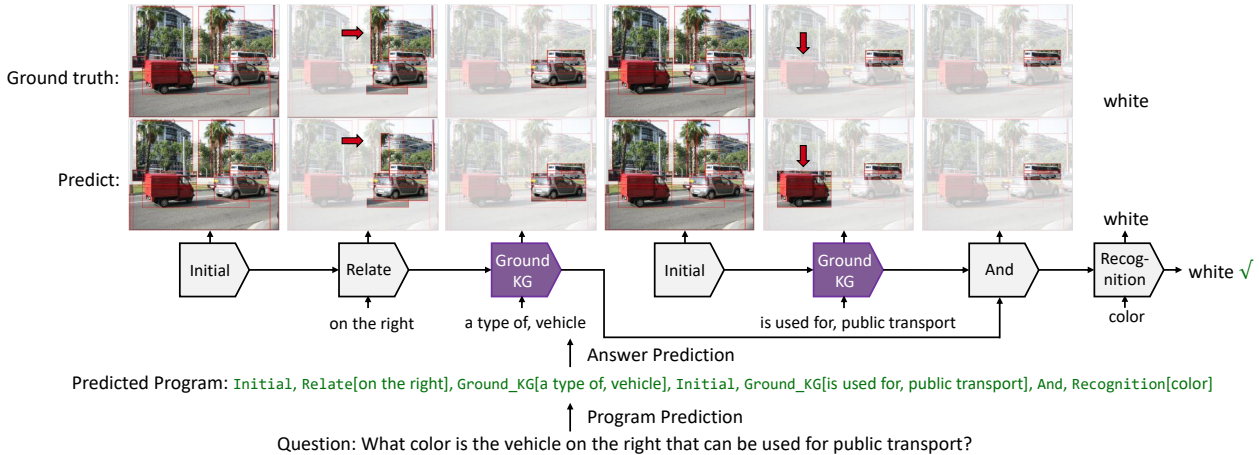 Ground truth:
white
Predict:
white
Initial
Relate
Ground
KG
Initial
Ground
KG
And
Recog-
nition
white √
on the right
a type of, vehicle
is used for, public transport
color
Answer Prediction
Predicted Program: Initial, Relate[on the right], Ground_KG[a type of, vehicle], Initial, Ground_KG[is used for, public transport], And, Recognition[color]
Program Prediction
Question: What color is the vehicle on the right that can be used for public transport?